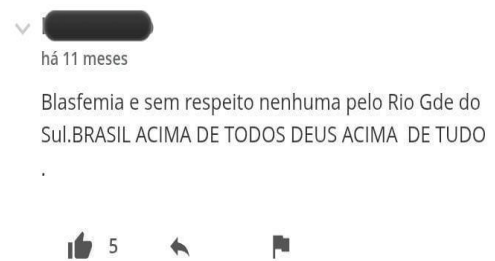 há 11 meses
Blasfemia e sem respeito nenhuma pelo Rio Gde do
Sul.BRASIL ACIMA DE TODOS DEUS ACIMA DE TUDO
.
5